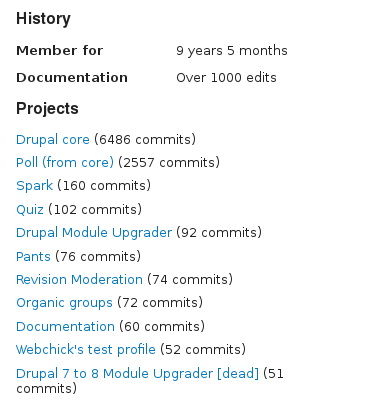 History
Member for 9 years 5 months
Documentation Over 1000 edits
Projects
Drupal core (6486 commits)
Poll (from core) (2557 commits)
Spark (160 commits)
Quiz (102 commits)
Drupal Module Upgrader (92 commits)
Pants (76 commits)
Revision Moderation (74 commits)
Organic groups (72 commits)
Documentation (60 commits)
Webchick's test profile (52 commits)
Drupal 7 to 8 Module Upgrader [dead] (51
commits)